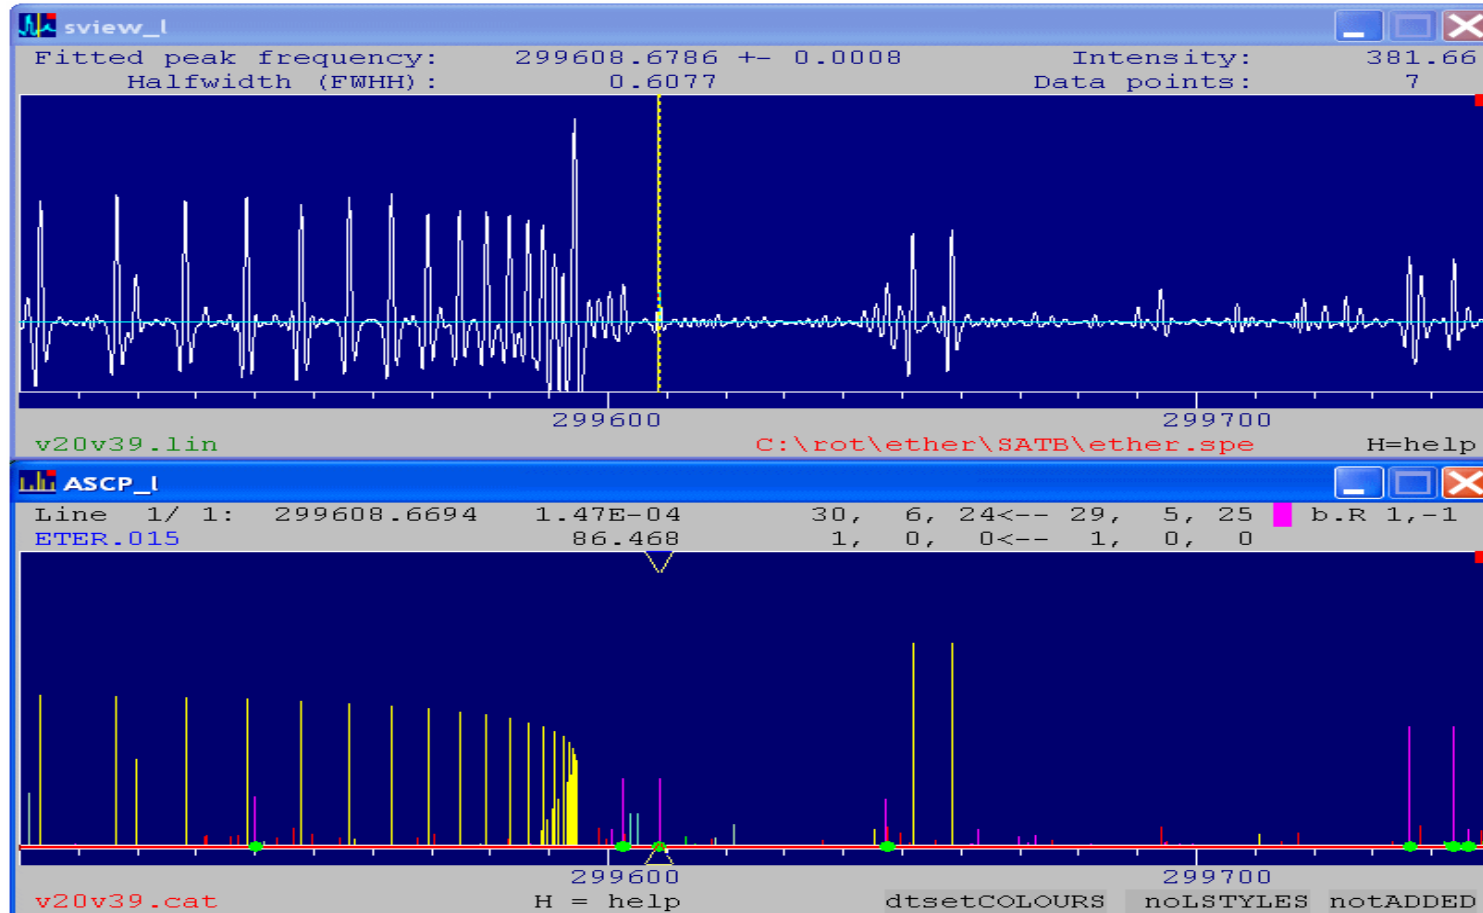 sview_l
Fitted peak frequency: 299608.6786 +- 0.0008 Intensity: 381.66
Halfwidth (FWHH): 0.6077 Data points: 7
299600 299700
v20v39.lin C:\rot\ether\SATB\ether.spe H=help
ASCP_l
Line 1/ 1: 299608.6694 1.47E-04 30, 6, 24<-- 29, 5, 25 b.R 1,-1
ETER.015 86.468 1, 0, 0<-- 1, 0, 0
299600 299700
v20v39.cat H = help dtsetCOLOURS noLSTYLES notADDED